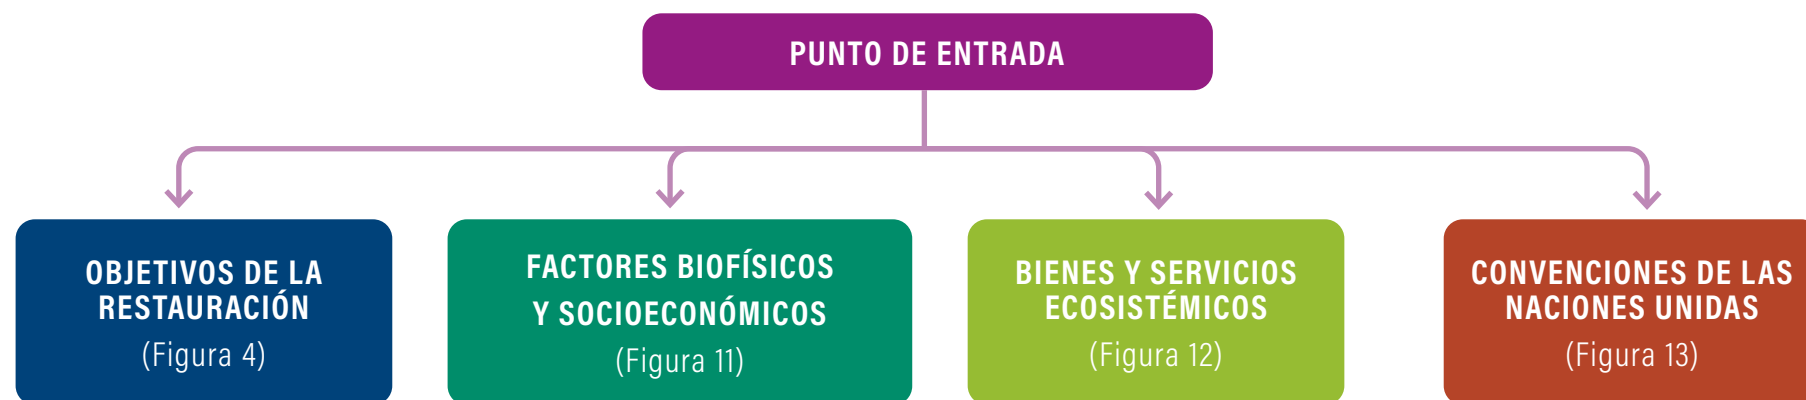 PUNTO DE ENTRADA
OBJETIVOS DE LA
RESTAURACIÓN
(Figura 4)
FACTORES BIOFÍSICOS
Y SOCIOECONÓMICOS
(Figura 11)
BIENES Y SERVICIOS
ECOSISTÉMICOS
(Figura 12)
CONVENCIONES DE LAS
NACIONES UNIDAS
(Figura 13)